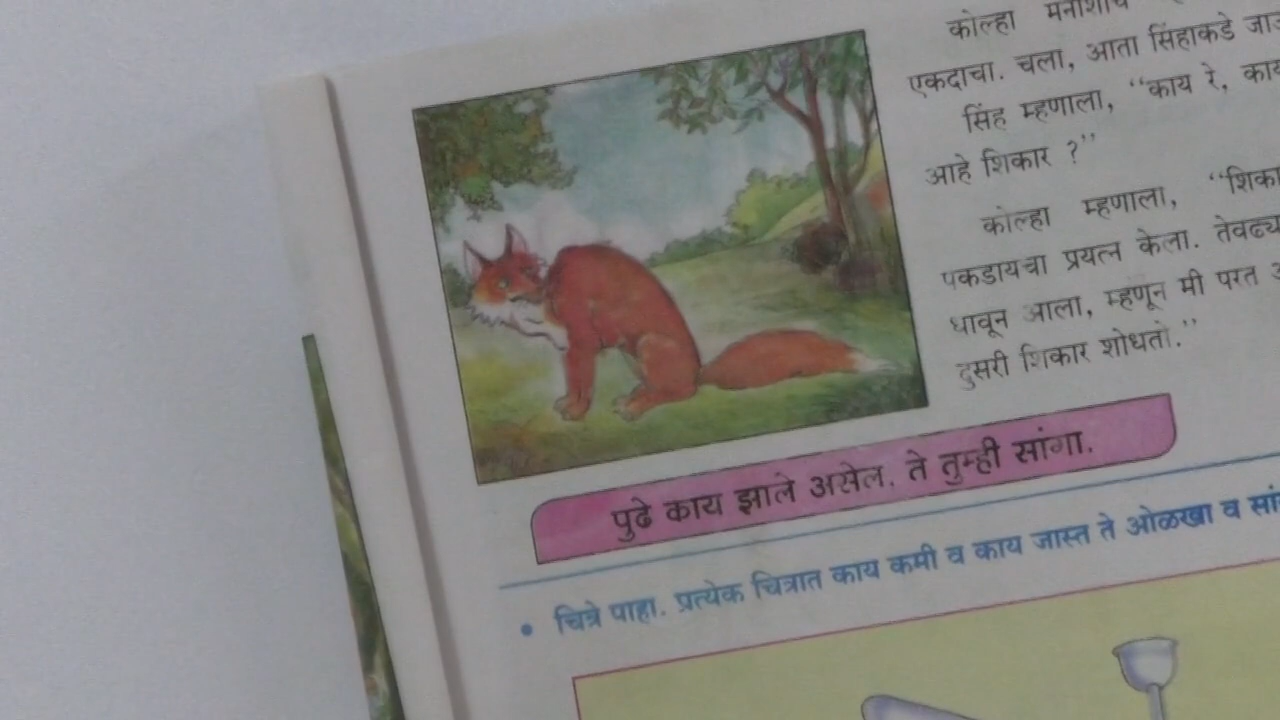 कोल्हा
एकदाचा. चला, आता सिंहाकडे
सिंह म्हणाला, “काय रे,
आहे शिकार ?”
कोल्हा म्हणाला,
पकडायचा प्रयत्न केला.
धावून आला, म्हणून मी परत
दुसरी शिकार शोधतो.”
पुढे काय झाले असेल, ते तुम्ही सांगा.
• चित्रे पाहा. प्रत्येक चित्रात काय कमी व काय जास्त ते ओळखा व